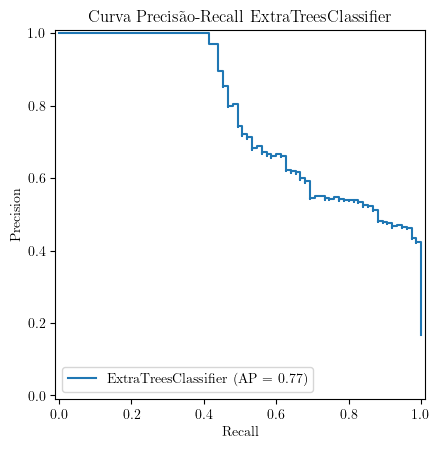 Curva Precisão-Recall ExtraTreesClassifier
1.0
0.8
0.6
0.4
0.2
0.0
Precision
ExtraTreesClassifier (AP = 0.77)
0.0 0.2 0.4 0.6 0.8 1.0
Recall